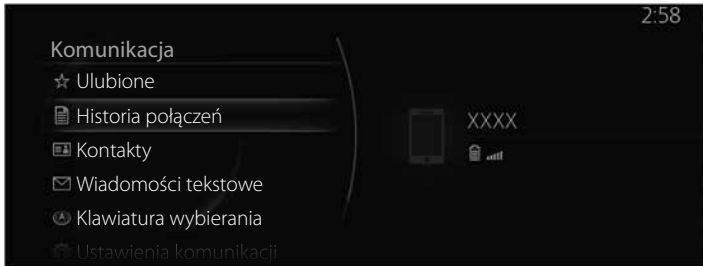 2:58
Komunikacja
Ulubione
Historia połączeń
XXXX
Kontakty
Wiadomości tekstowe
Klawiatura wybierania
Ustawienia komunikacji